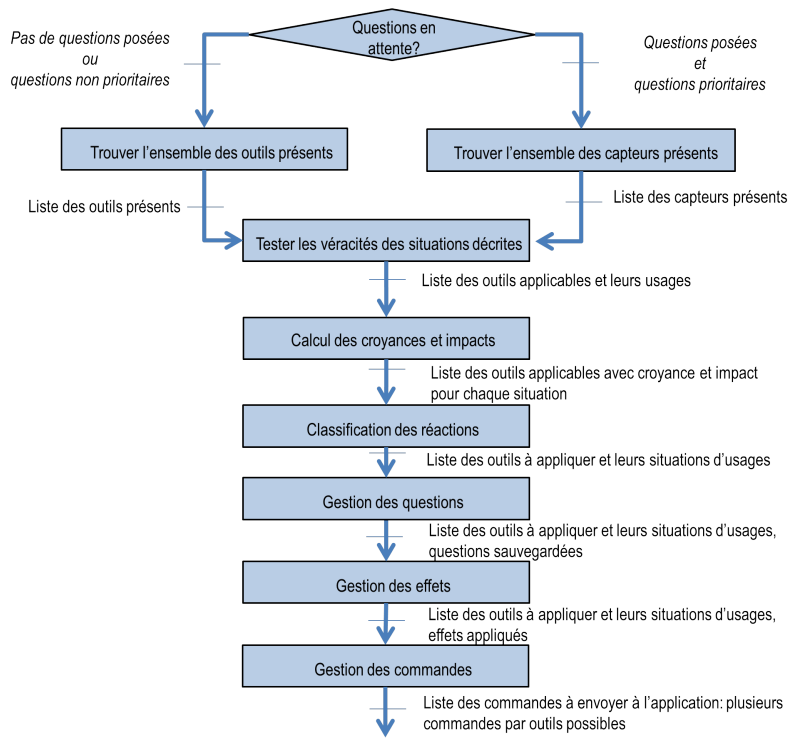 Questions en
attente?
Pas de questions posées
ou
questions non prioritaires
Questions posées
et
questions prioritaires
Trouver l'ensemble des outils présents
Trouver l'ensemble des capteurs présents
Liste des outils présents
Liste des capteurs présents
Tester les véracités des situations décrites
Liste des outils applicables et leurs usages
Calcul des croyances et impacts
Liste des outils applicables avec croyance et impact
pour chaque situation
Classification des réactions
Liste des outils à appliquer et leurs situations d'usages
Gestion des questions
Liste des outils à appliquer et leurs situations d'usages,
questions sauvegardées
Gestion des effets
Liste des outils à appliquer et leurs situations d'usages,
effets appliqués
Gestion des commandes
Liste des commandes à envoyer à l'application: plusieurs
commandes par outils possibles